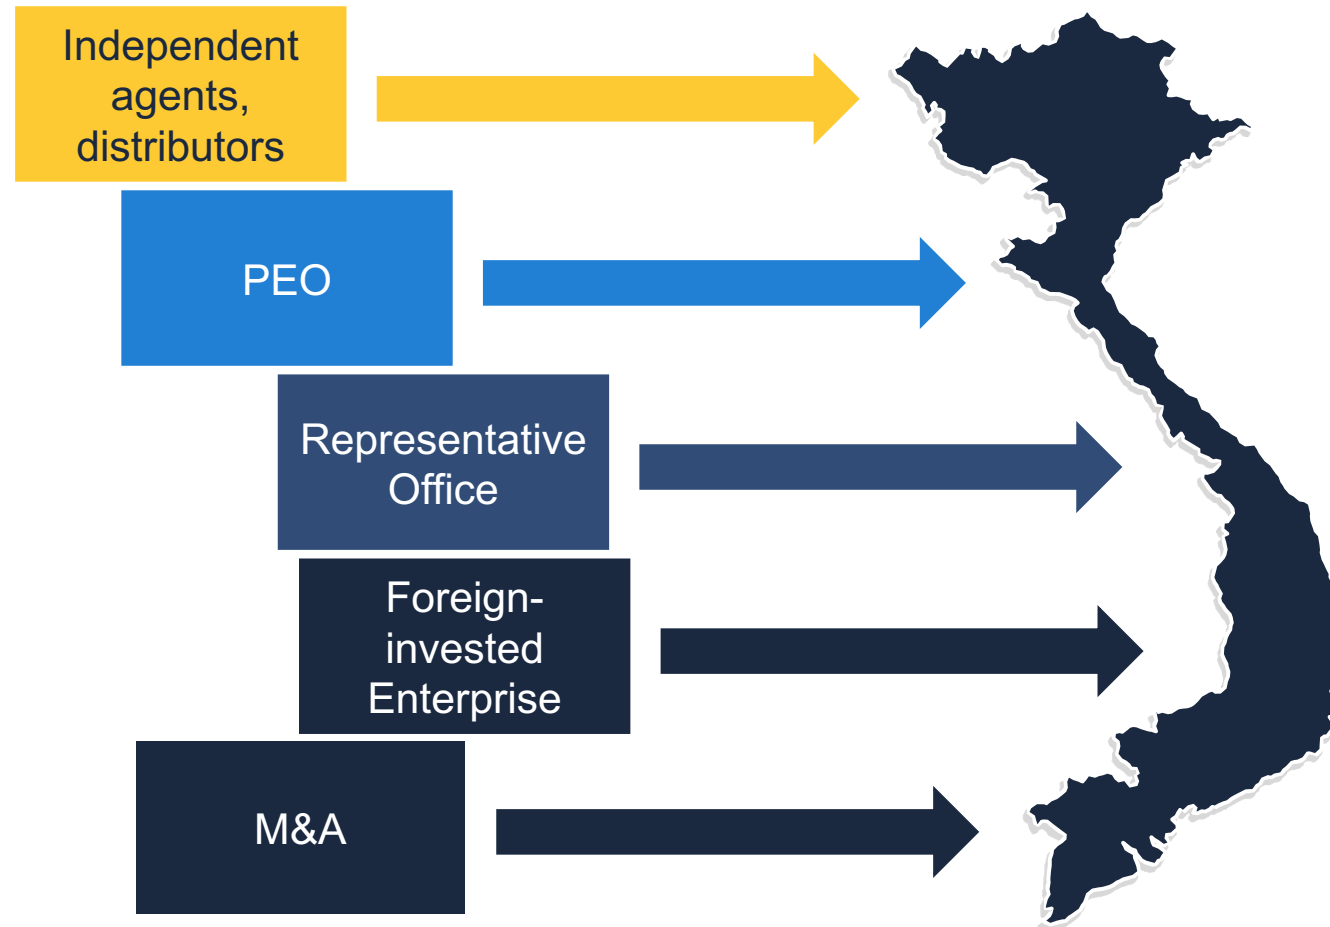 Independent
agents,
distributors
PEO
Representative
Office
Foreign-
invested
Enterprise
M&A